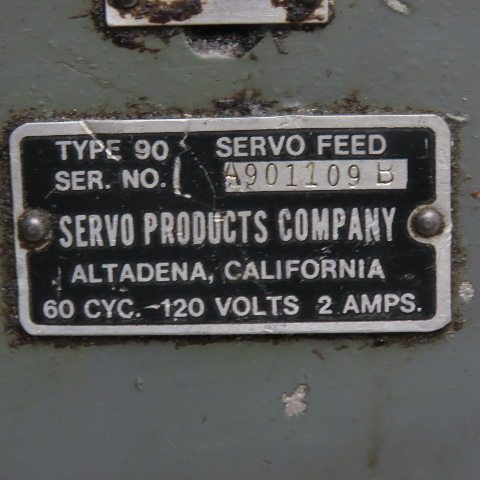 TYPE 90 SERVO FEED
SER. NO. A901109 B
SERVO PRODUCTS COMPANY
ALTADENA, CALIFORNIA
60 CYC.-120 VOLTS 2 AMPS.